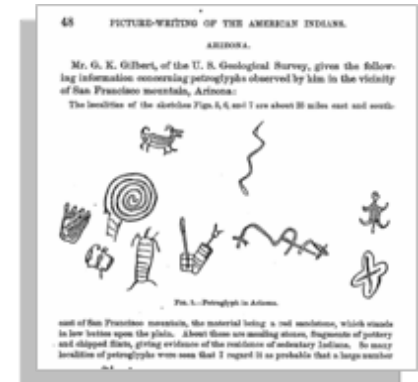 48 PICTURE-WRITING OF THE AMERICAN INDIANS.
ARIZONA.
Mr. G. K. Gilbert, of the U. S. Geological Survey, gives the follow-
ing information concerning petroglyphs observed by him in the vicinity
of San Francisco mountain, Arizona:
The localities of the sketches Figs. 5, 6, and 7 are about 35 miles east and south-
FIG. 5.—Petroglyph in Arizona.
east of San Francisco mountain, the material being a red sandstone, which stands
in low buttes upon the plain. About these are mealing stones, fragments of pottery
and chipped flints, giving evidence of the residence of sedentary Indians. So many
localities of petroglyphs were seen that I regard it as probable that a large number